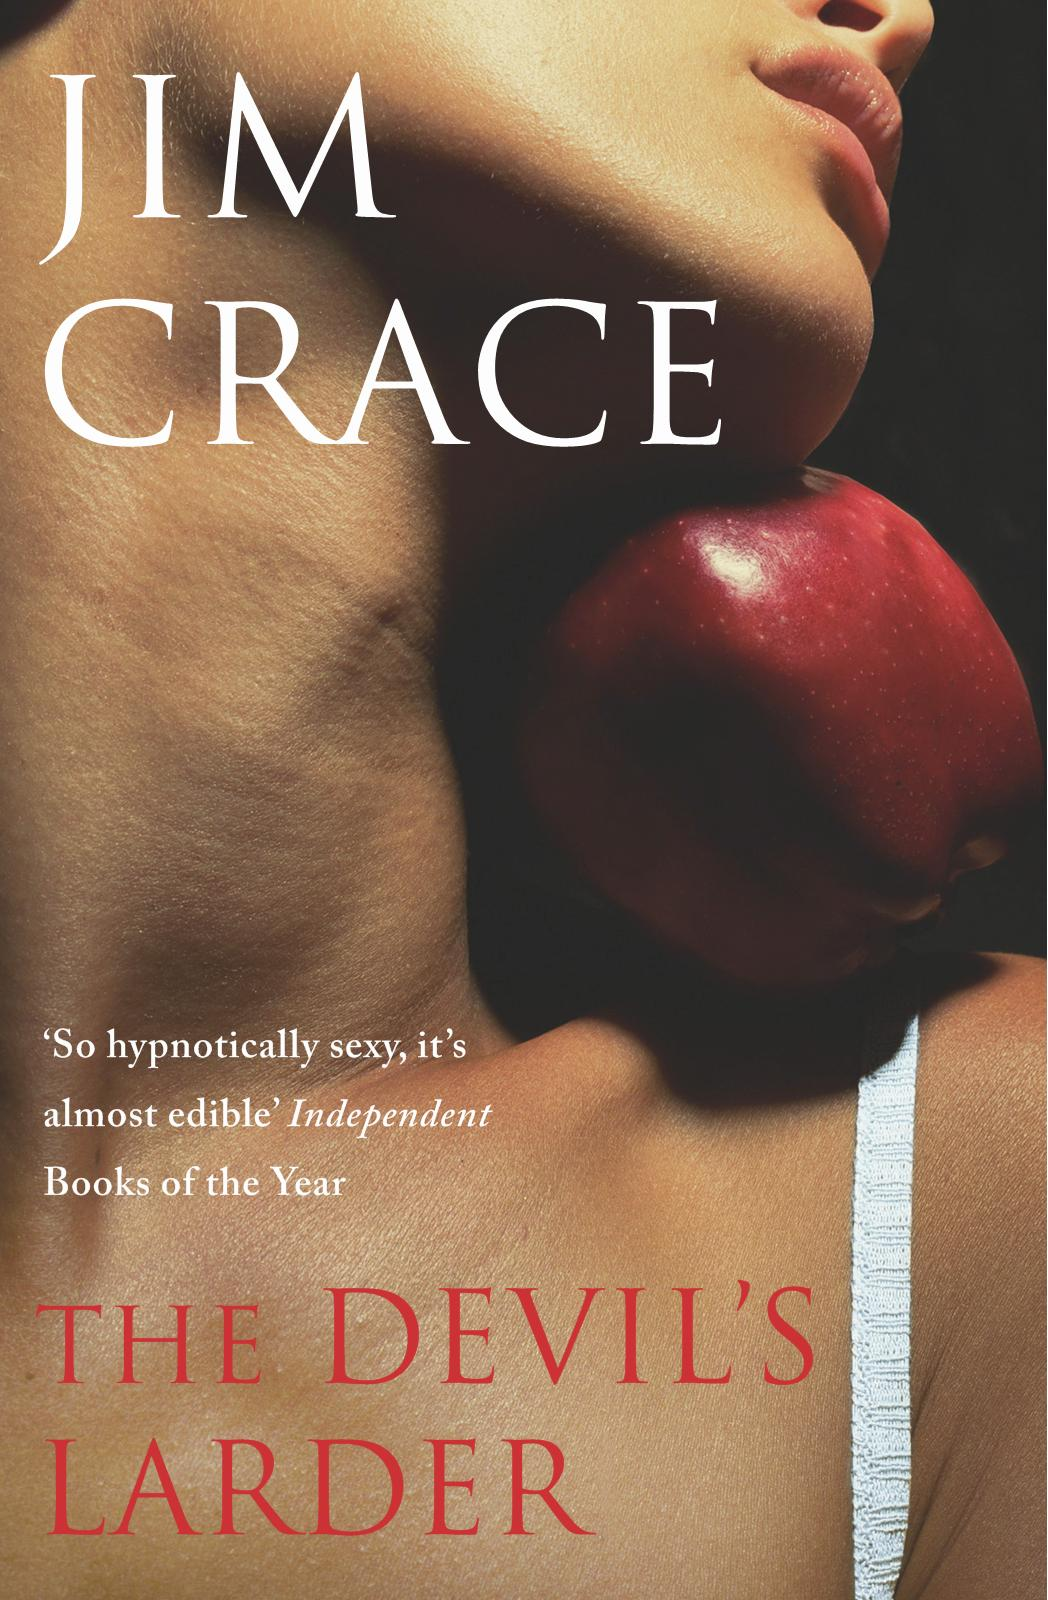 JIM
CRACE
‘So hypnotically sexy, it’s
almost edible’ Independent
Books of the Year
THE DEVIL’S
LARDER